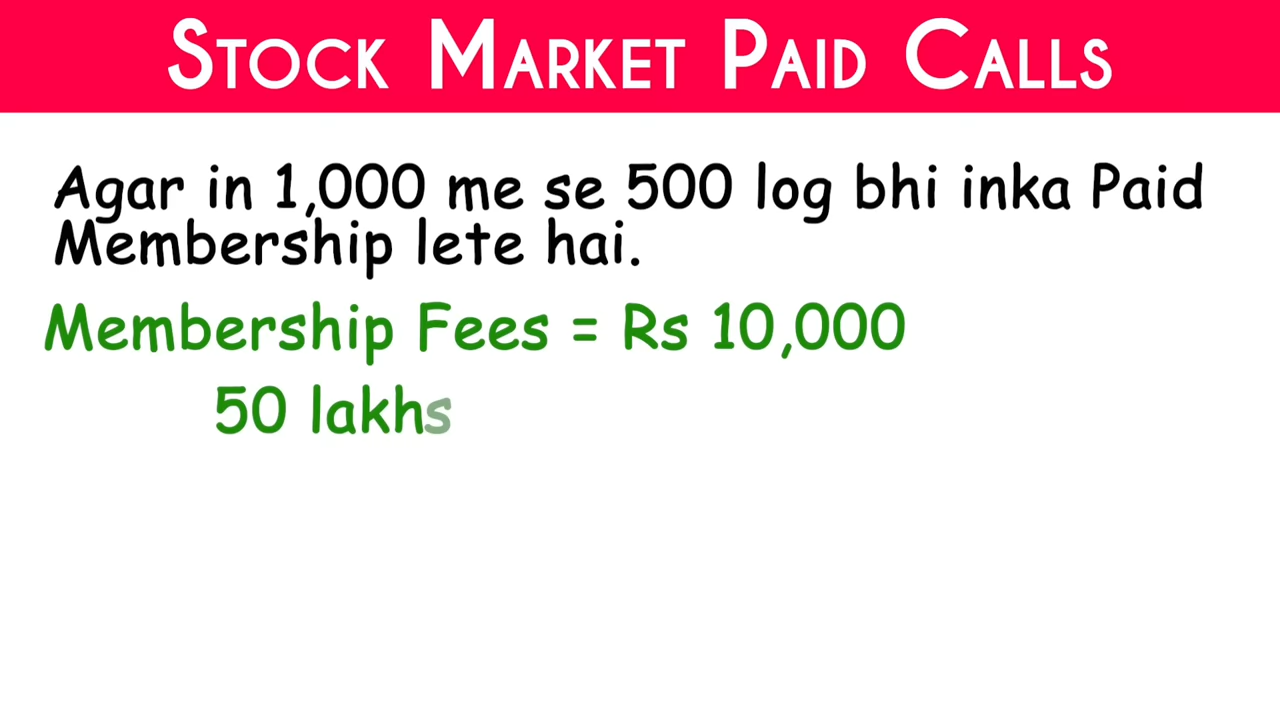 Stock Market Paid Calls
Agar in 1,000 me se 500 log bhi inka Paid
Membership lete hai.
Membership Fees = Rs 10,000
50 lakhs